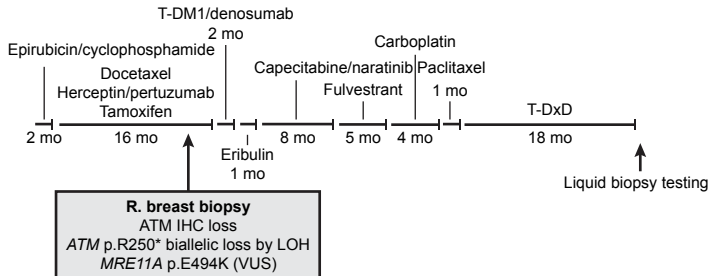 T-DM1/denosumab
2 mo
Epirubicin/cyclophosphamide
Docetaxel
Herceptin/pertuzumab
Tamoxifen
Capecitabine/naratinib
Fulvestrant
Carboplatin
Paclitaxel
1 mo
T-DxD
2 mo
16 mo
Eribulin
1 mo
8 mo
5 mo
4 mo
18 mo
Liquid biopsy testing
R. breast biopsy
ATM IHC loss
ATM p.R250* biallelic loss by LOH
MRE11A p.E494K (VUS)